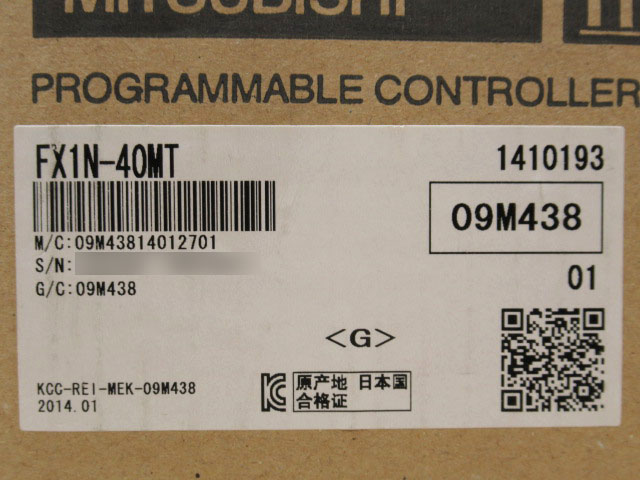 MITSUBISHI
PROGRAMMABLE CONTROLLER
FX1N-40MT
1410193
M/C:09M43814012701
09M438
S/N:
G/C:09M438
01
<G>
KCC-REI-MEK-09M438
2014.01
原产地 日本国
合格证